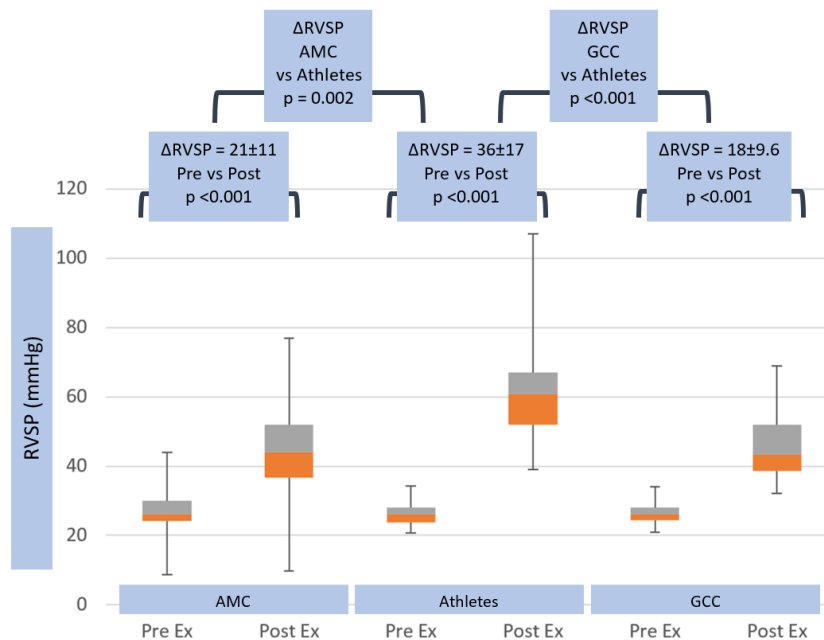 ΔRVSP
AMC
vs Athletes
p = 0.002
ΔRVSP
GCC
vs Athletes
p <0.001
ΔRVSP = 21±11
Pre vs Post
p <0.001
ΔRVSP = 36±17
Pre vs Post
p <0.001
ΔRVSP = 18±9.6
Pre vs Post
p <0.001
RVSP (mmHg)
120
100
80
60
40
20
0
AMC
Athletes
GCC
Pre Ex
Post Ex
Pre Ex
Post Ex
Pre Ex
Post Ex